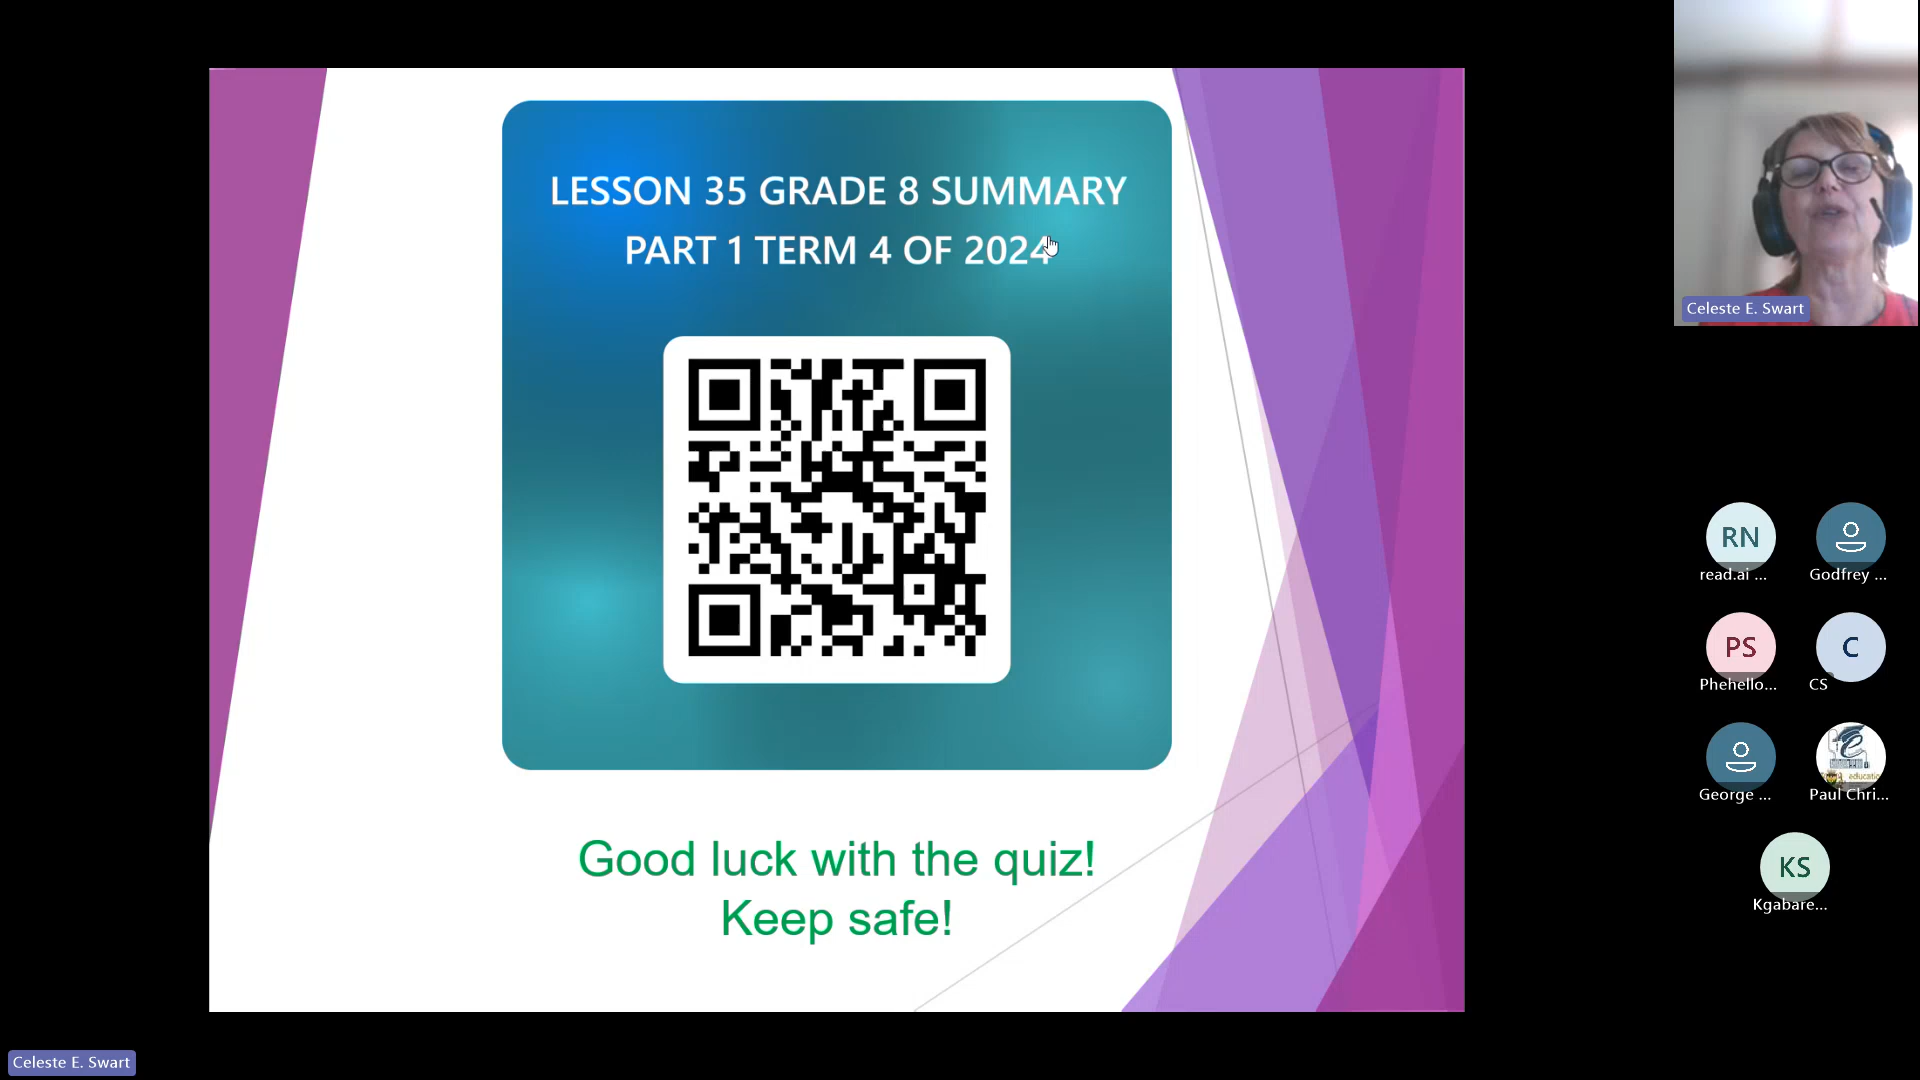 LESSON 35 GRADE 8 SUMMARY
PART 1 TERM 4 OF 2024
Good luck with the quiz!
Keep safe!
Celeste E. Swart
RN
read.ai ...
Godfrey ...
PS
Phehello...
C
CS
George ...
Paul Chri...
KS
Kgabare...
Celeste E. Swart